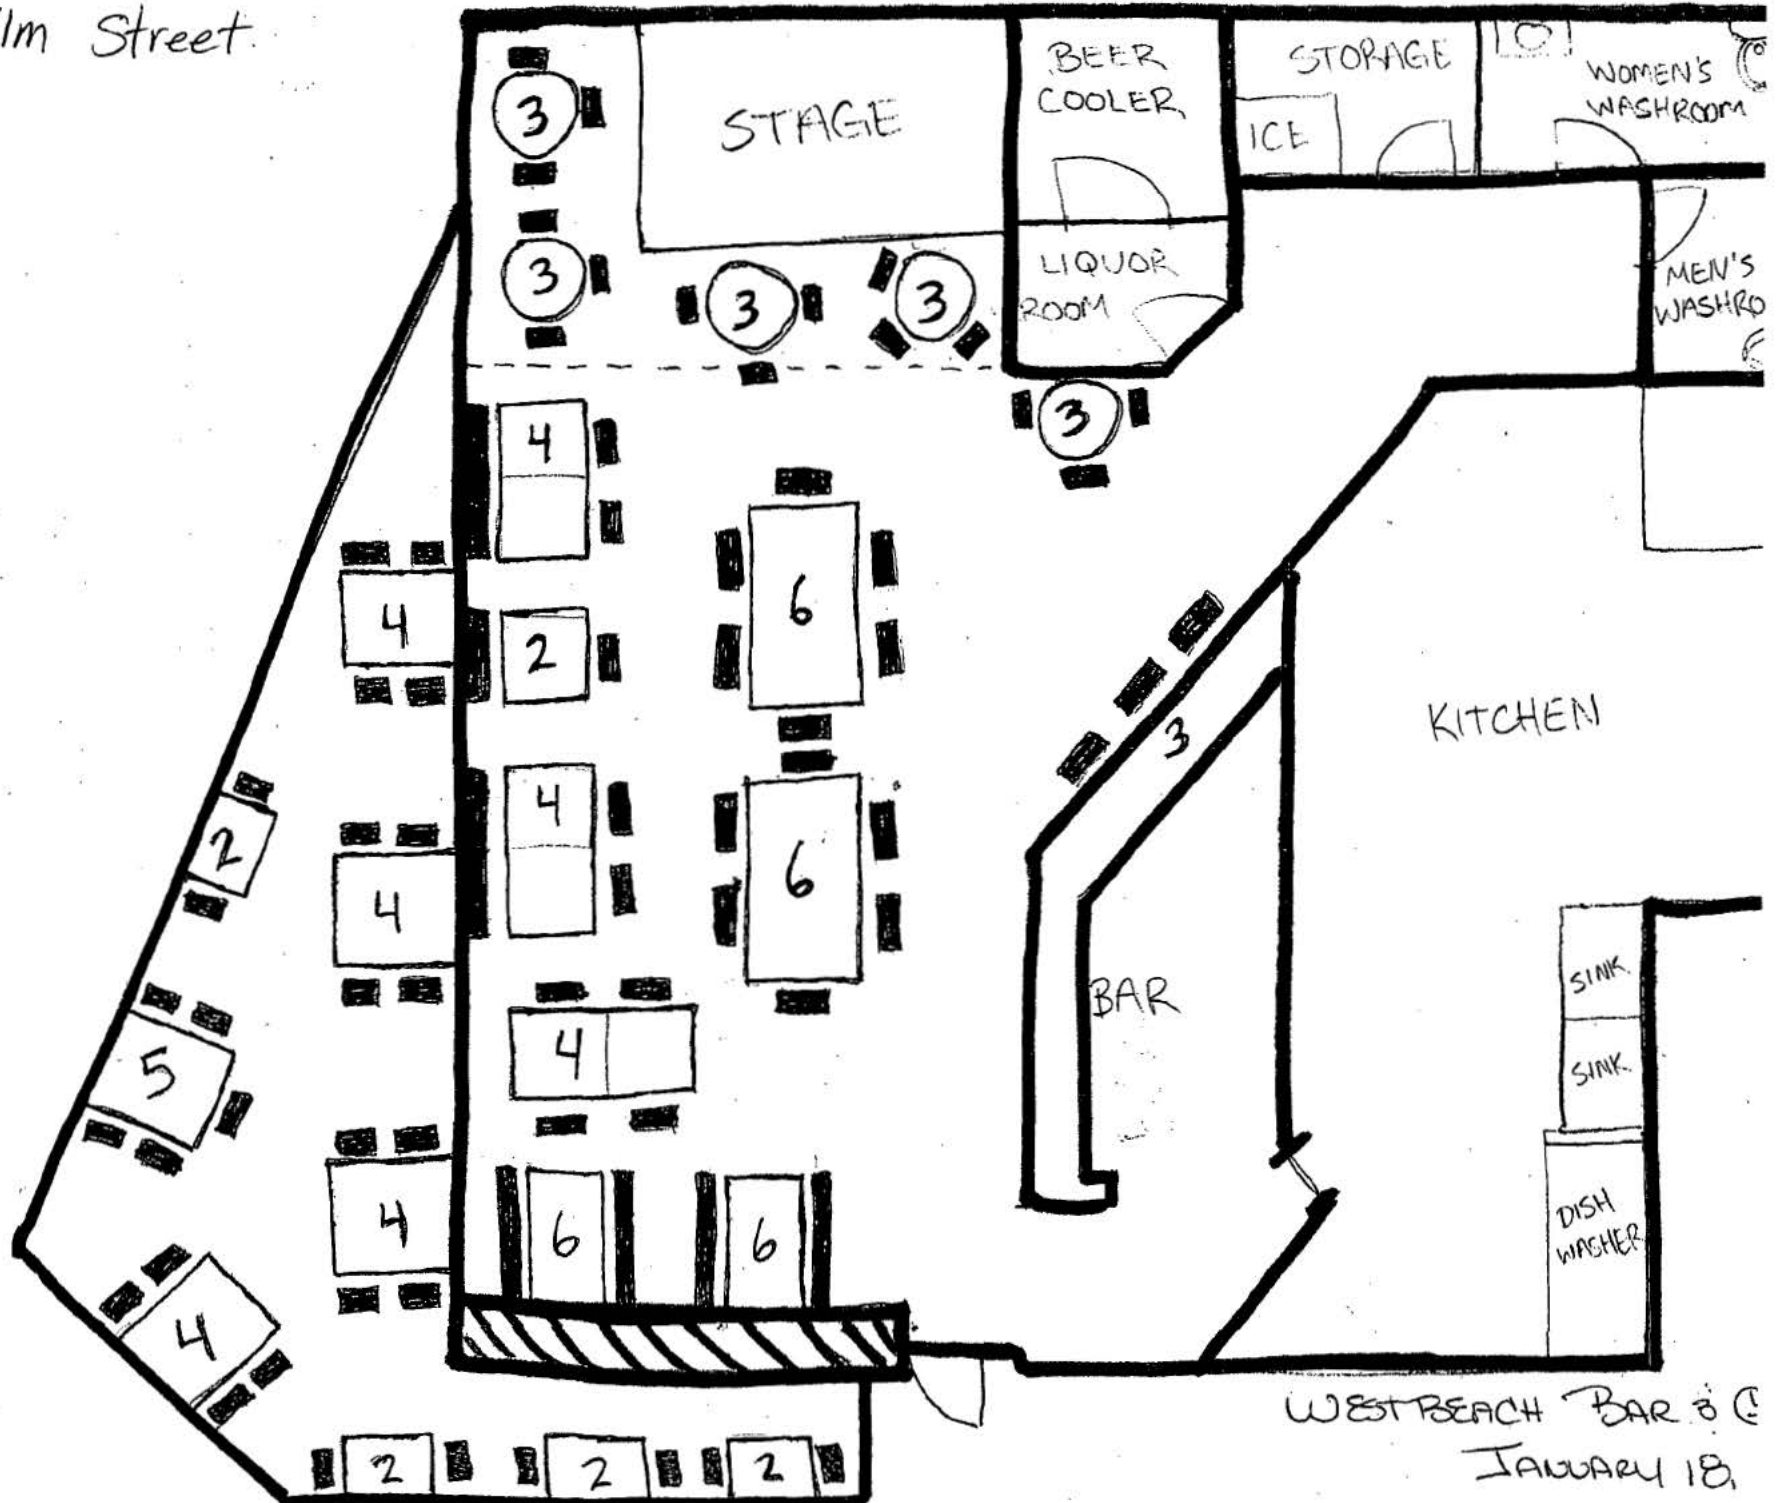 lm Street.
STAGE
BEER
COOLER
STORAGE
ICE
WOMEN'S
WASHROOM
LIQUOR
ROOM
MEN'S
WASHRO
3
3
3
3
3
4
4
2
6
3
KITCHEN
2
4
4
6
5
4
BAR
SINK
SINK
4
4
6
6
DISH
WASHER
2
2
2
WESTBEACH BAR & C
JANUARY 18,